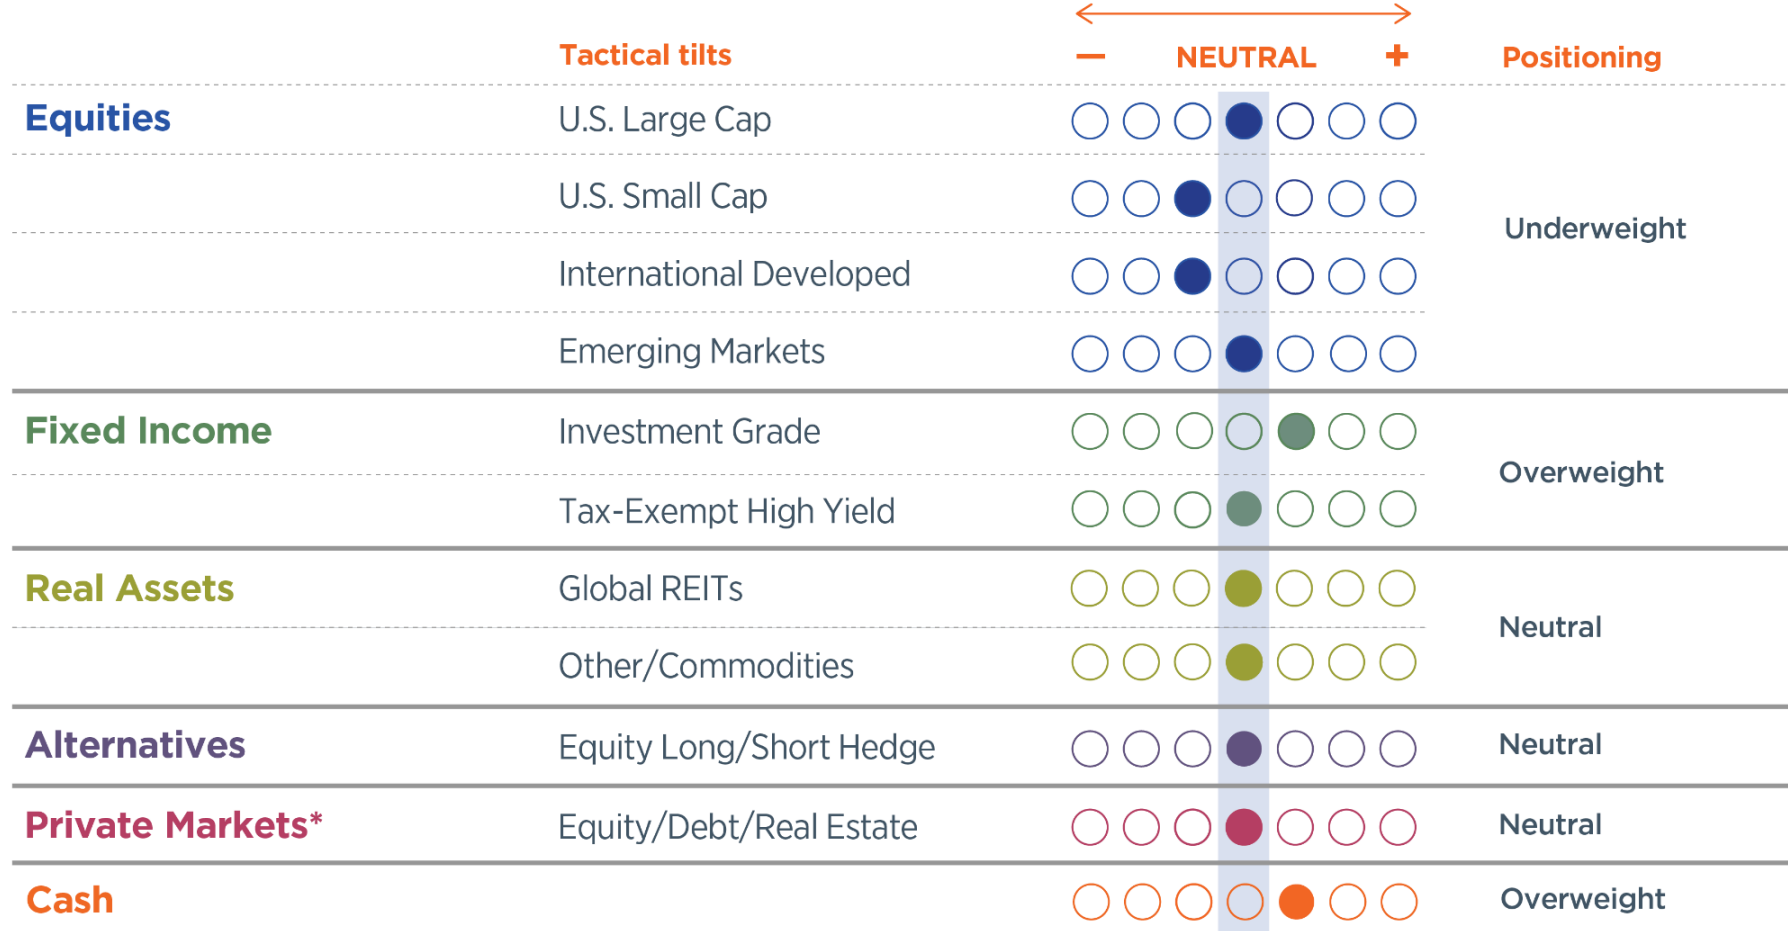 Tactical tilts — NEUTRAL + Positioning
Equities U.S. Large Cap
U.S. Small Cap
Underweight
International Developed
Emerging Markets
Fixed Income Investment Grade
Overweight
Tax-Exempt High Yield
Real Assets Global REITs
Neutral
Other/Commodities
Alternatives Equity Long/Short Hedge Neutral
Private Markets* Equity/Debt/Real Estate Neutral
Cash Overweight